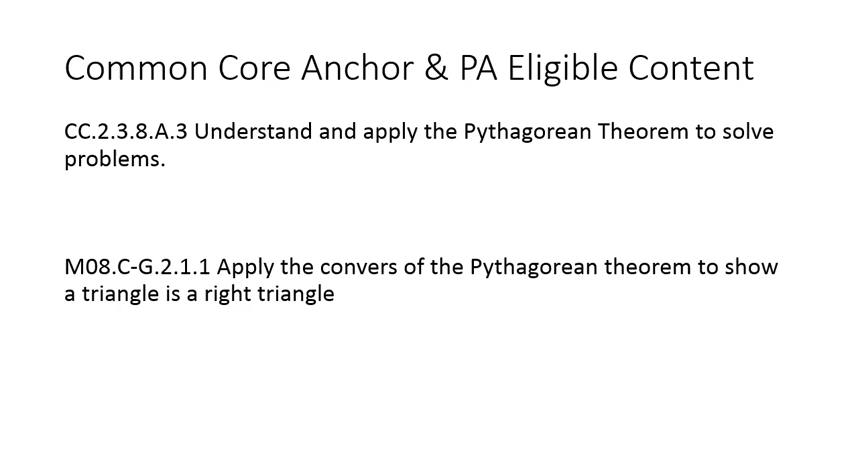 Common Core Anchor & PA Eligible Content
CC.2.3.8.A.3 Understand and apply the Pythagorean Theorem to solve
problems.
M08.C-G.2.1.1 Apply the convers of the Pythagorean theorem to show
a triangle is a right triangle